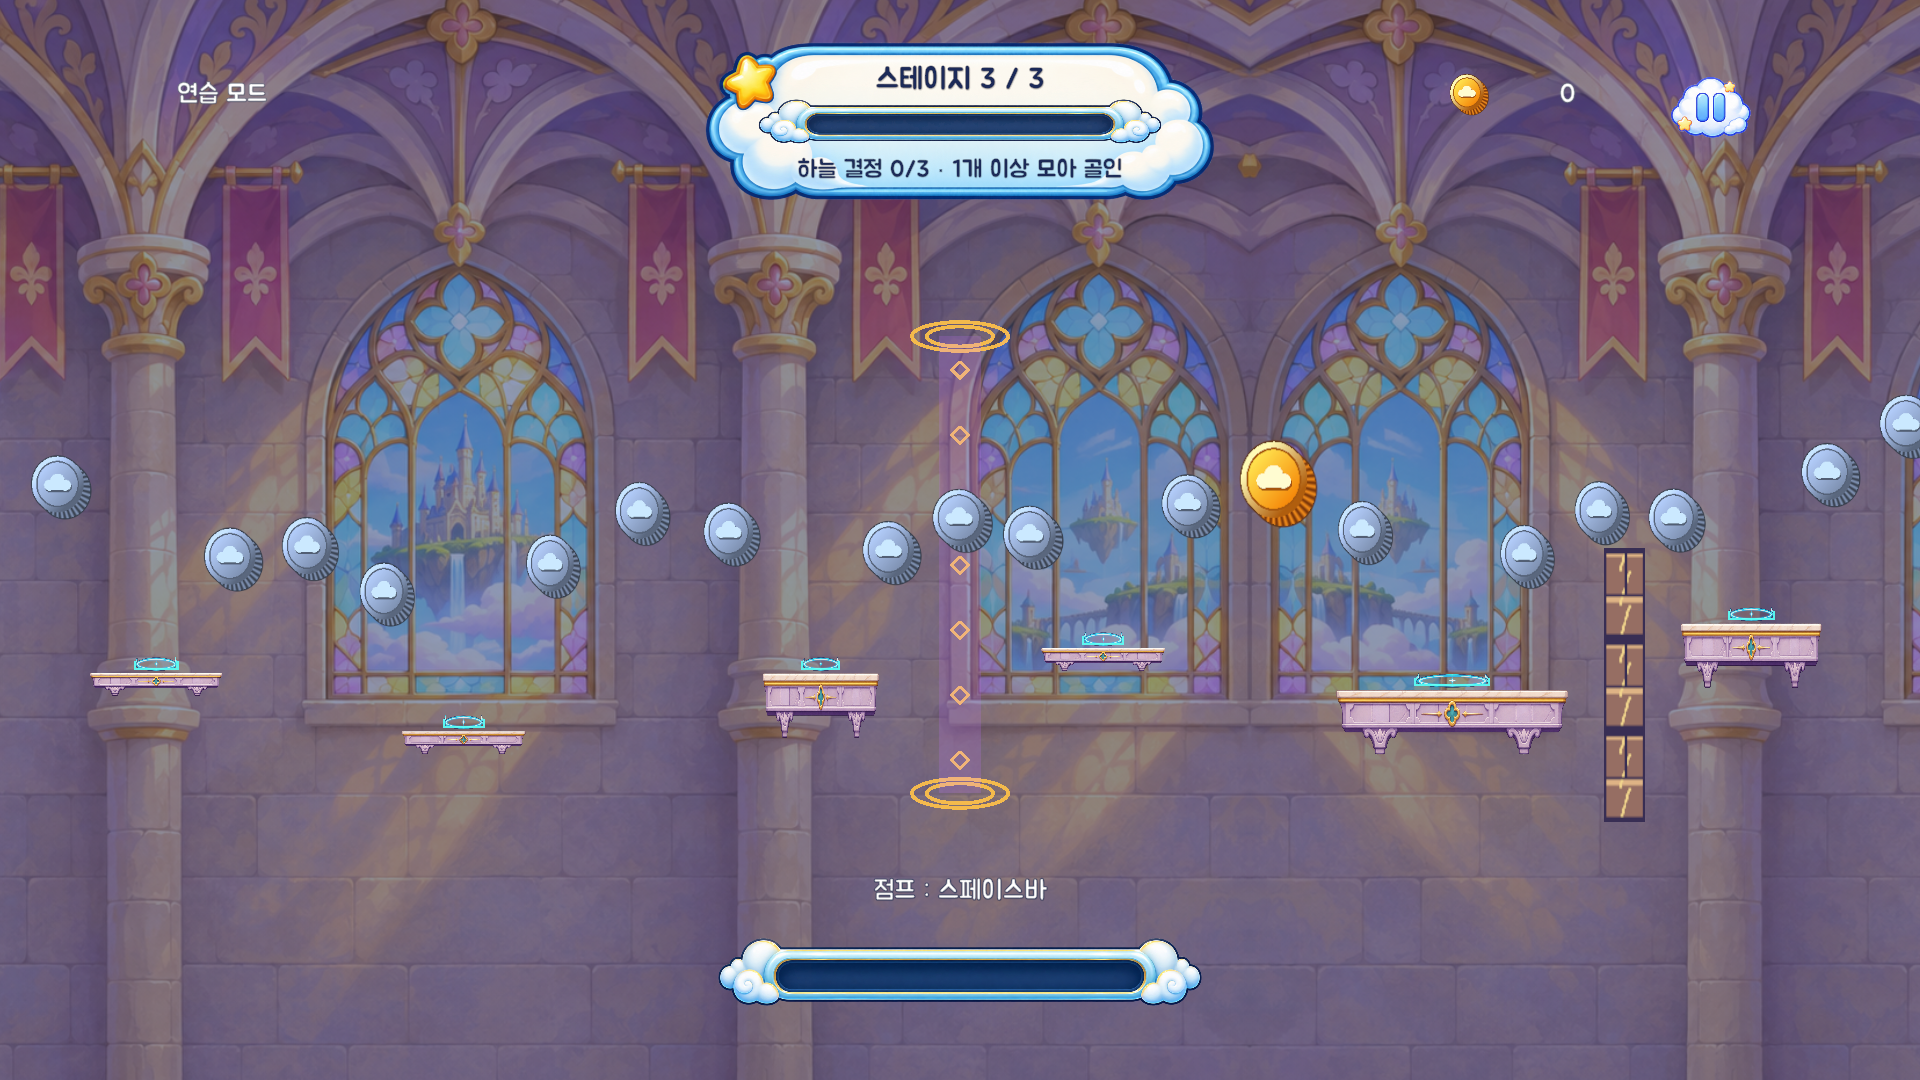 연습 모드
스테이지 3 / 3
0
하늘 결정 0/3 · 1개 이상 모아 골인
점프 : 스페이스바